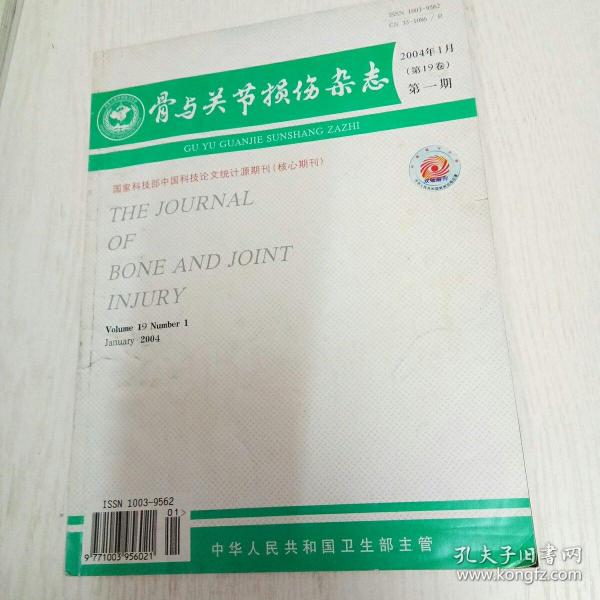 ISSN 1003-9562
CN 35-1086/R
骨与关节损伤杂志
2004年1月
(第19卷)
第一期
GU YU GUANJIE SUNSHANG ZAZHI
国家科技部中国科技论文统计源期刊(核心期刊)
THE JOURNAL
OF
BONE AND JOINT
INJURY
Volume 19 Number 1
January 2004
ISSN 1003-9562
01>
9 771003 956021
中华人民共和国卫生部主管
孔夫子旧书网
www.kongfz.com